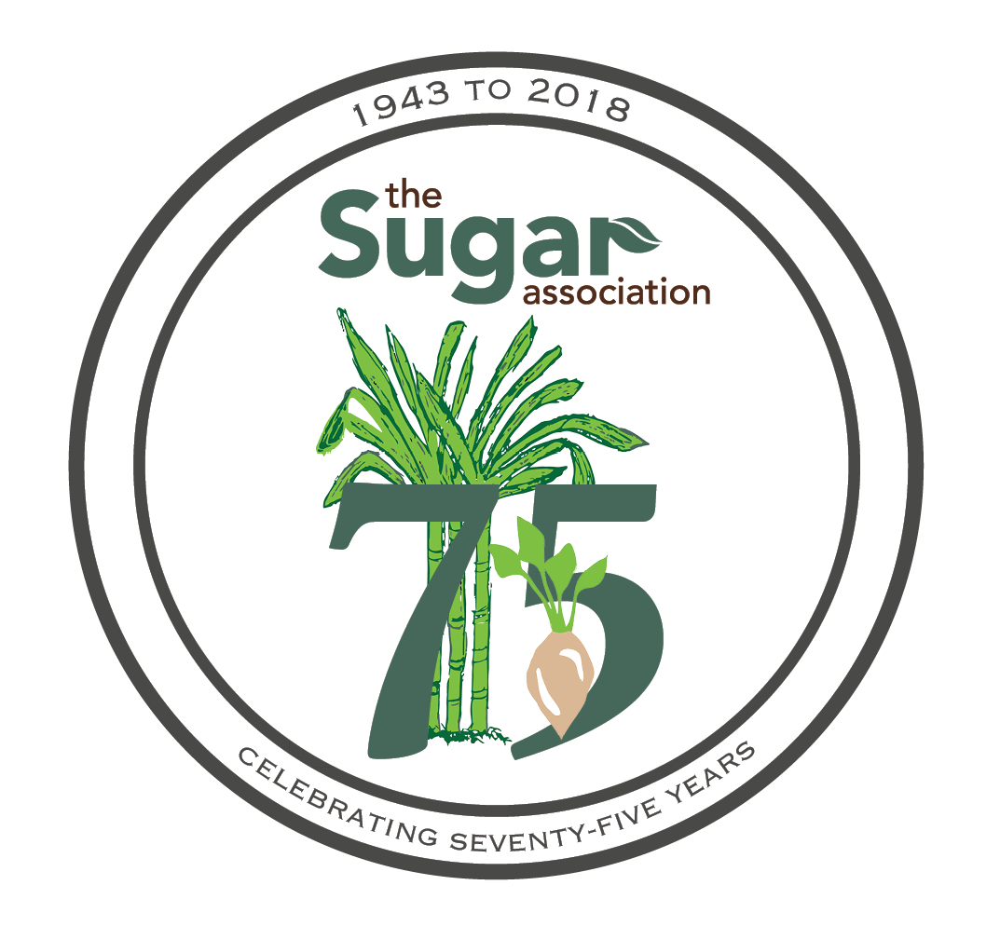 1943 TO 2018
the
Sugar
association
75
CELEBRATING SEVENTY-FIVE YEARS